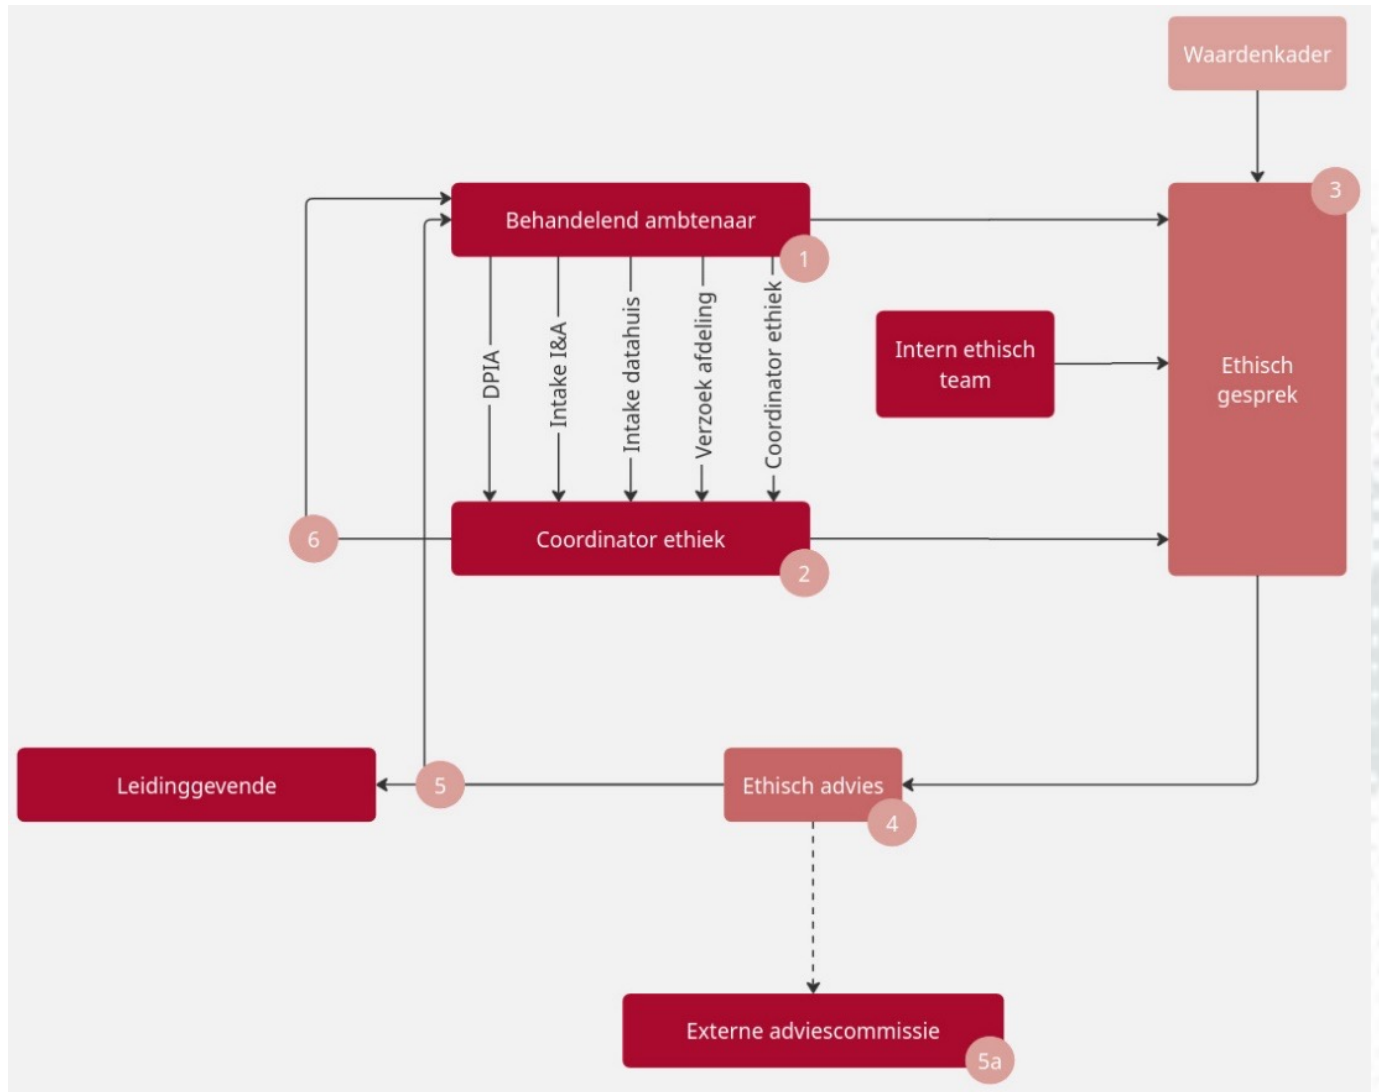 Waardenkader
3
Behandelend ambtenaar
1
DPIA
Intake I&A
Intake datahuis
Verzoek afdeling
Coordinator ethiek
Intern ethisch
team
Ethisch
gesprek
6
Coordinator ethiek
2
Leidinggevende
5
Ethisch advies
4
Externe adviescommissie
5a